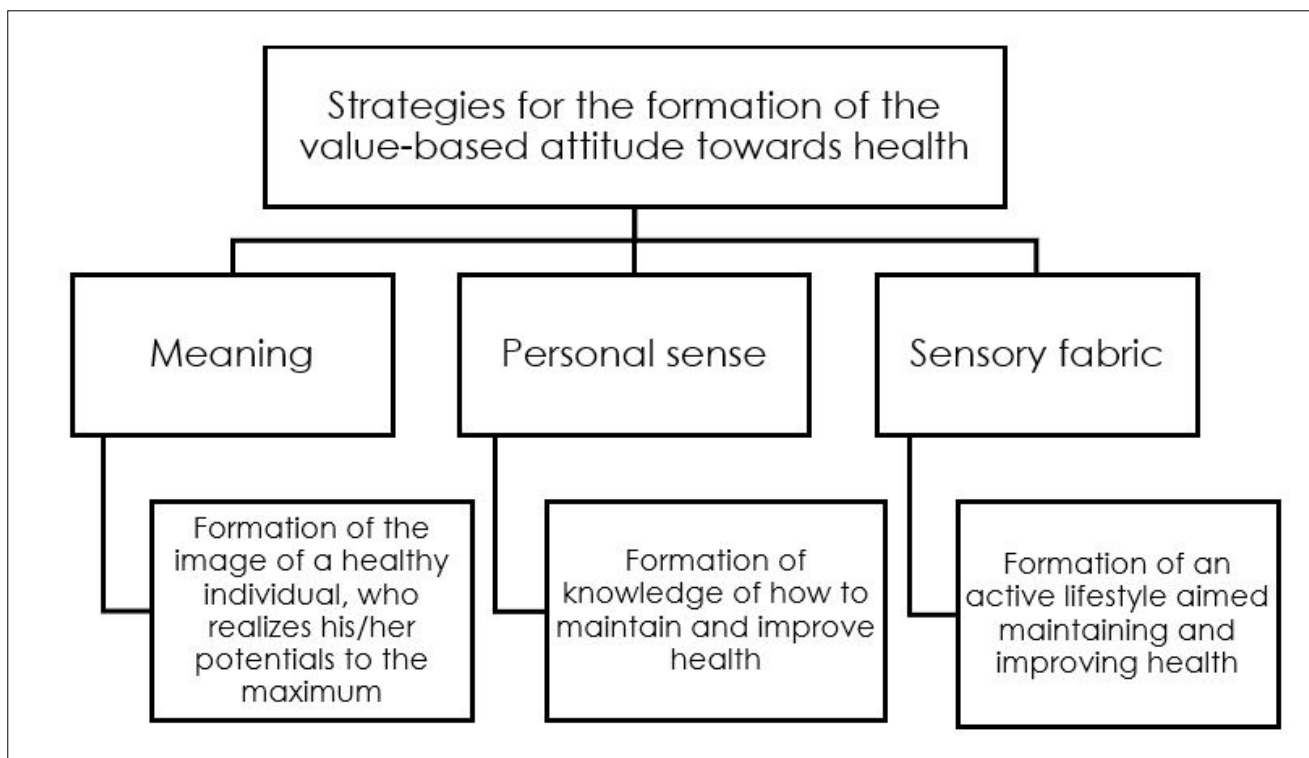 Strategies for the formation of the
value-based attitude towards health
Meaning
Personal sense
Sensory fabric
Formation of the
image of a healthy
individual, who
realizes his/her
potentials to the
maximum
Formation of
knowledge of how to
maintain and improve
health
Formation of an
active lifestyle aimed
maintaining and
improving health